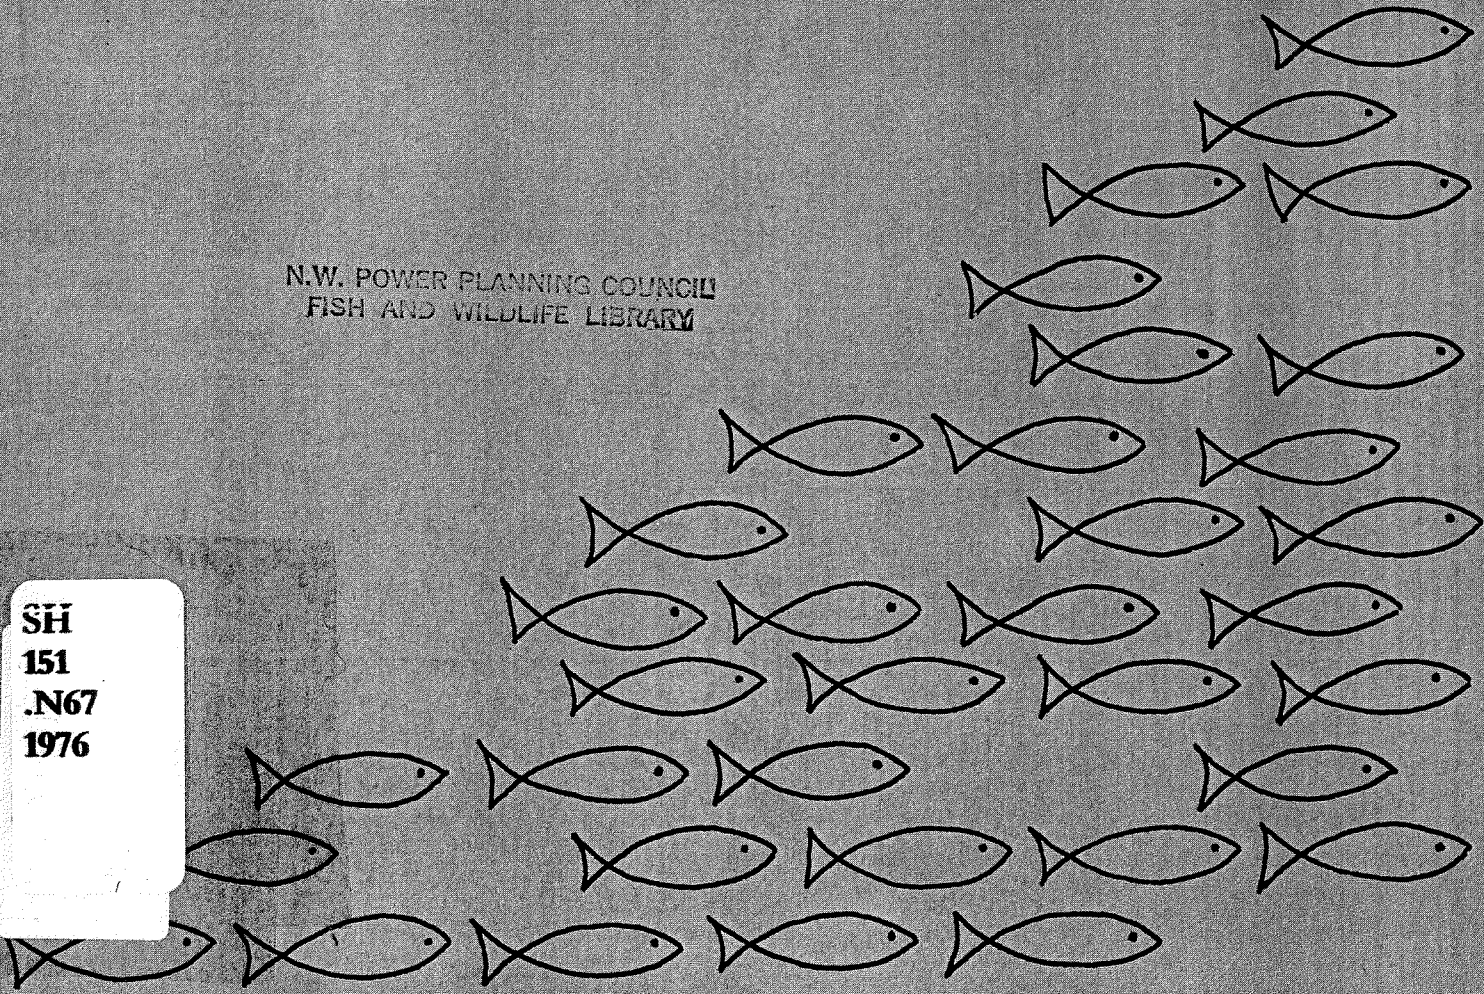 N.W. POWER PLANNING COUNCIL
FISH AND WILDLIFE LIBRARY
SH
151
.N67
1976